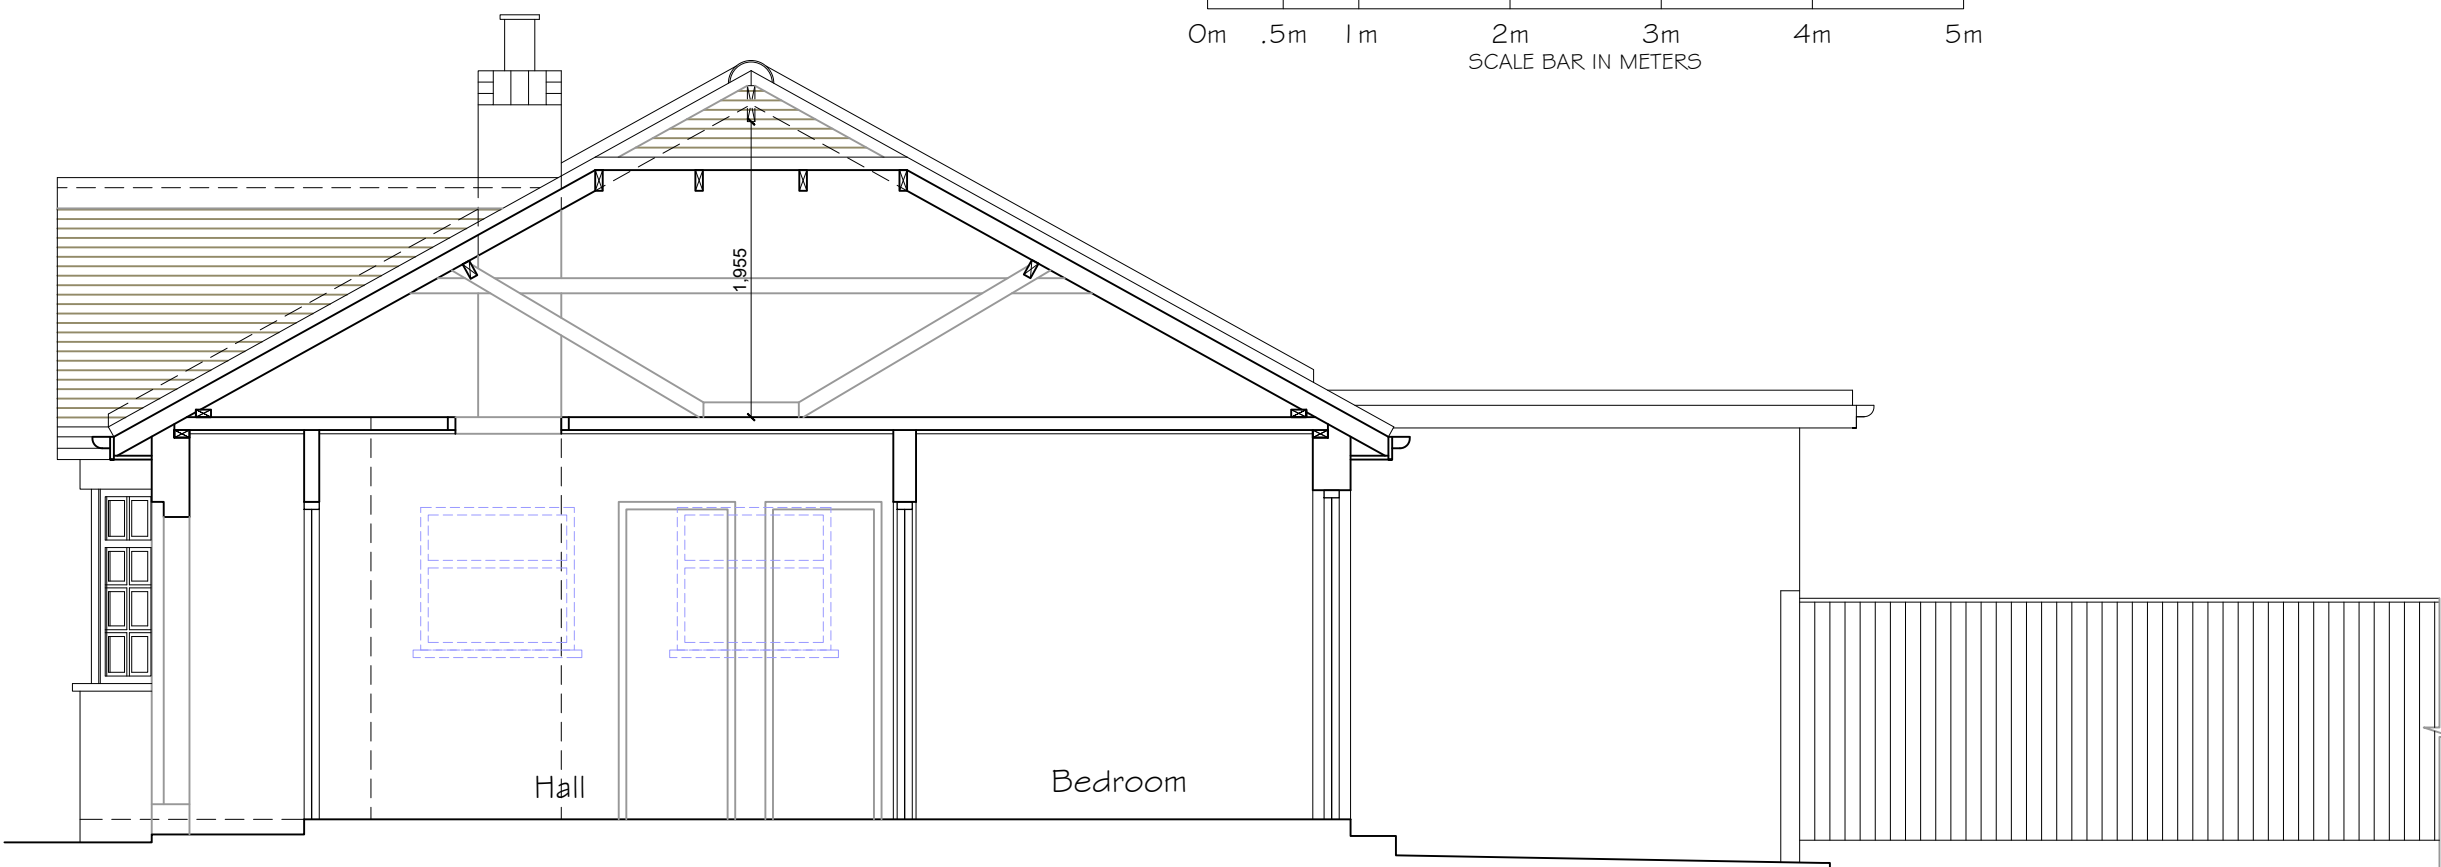 0m .5m 1m 2m 3m 4m 5m
SCALE BAR IN METERS
1,955
Hall
Bedroom